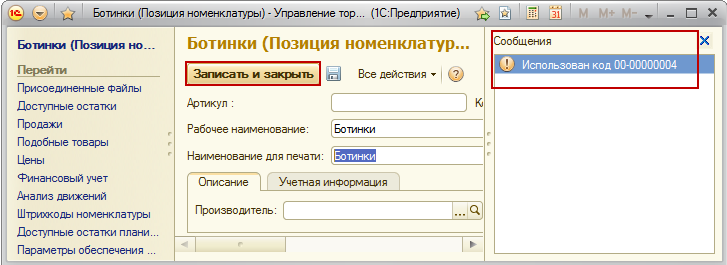 Ботинки (Позиция номенклатуры) - Управление тор... (1С:Предприятие)
M M+ M-
Ботинки (Позиция но...
Перейти
Присоединенные файлы
Доступные остатки
Продажи
Подобные товары
Цены
Финансовый учет
Анализ движений
Штрихкоды номенклатуры
Доступные остатки плани...
Параметры обеспечения ...
Ботинки (Позиция номенклатур...
Записать и закрыть
Все действия
Артикул :
Рабочее наименование: Ботинки
Наименование для печати: Ботинки
Описание Учетная информация
Производитель: ...
Сообщения
Использован код 00-00000004